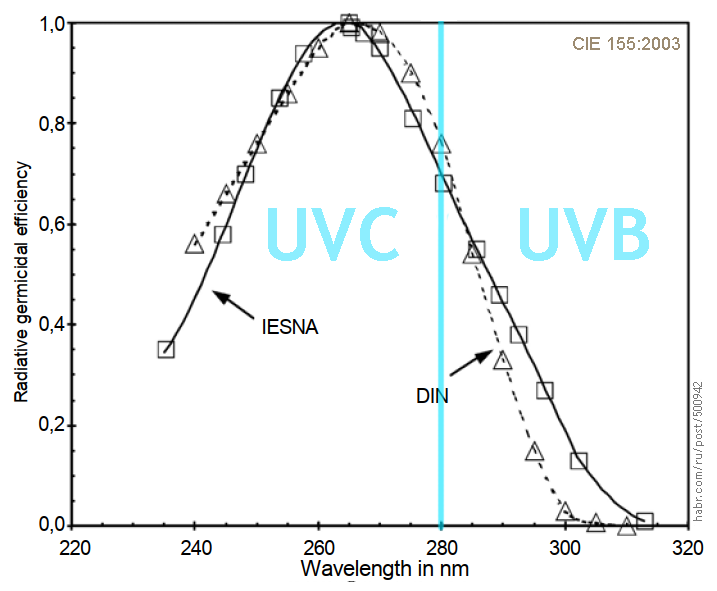 1,0
CIE 155:2003
0,8
Radiative germicidal efficiency
0,6
UVC
UVB
IESNA
0,4
DIN
0,2
0,0
220
240
260
280
300
320
Wavelength in nm
habr.com/ru/post/500942